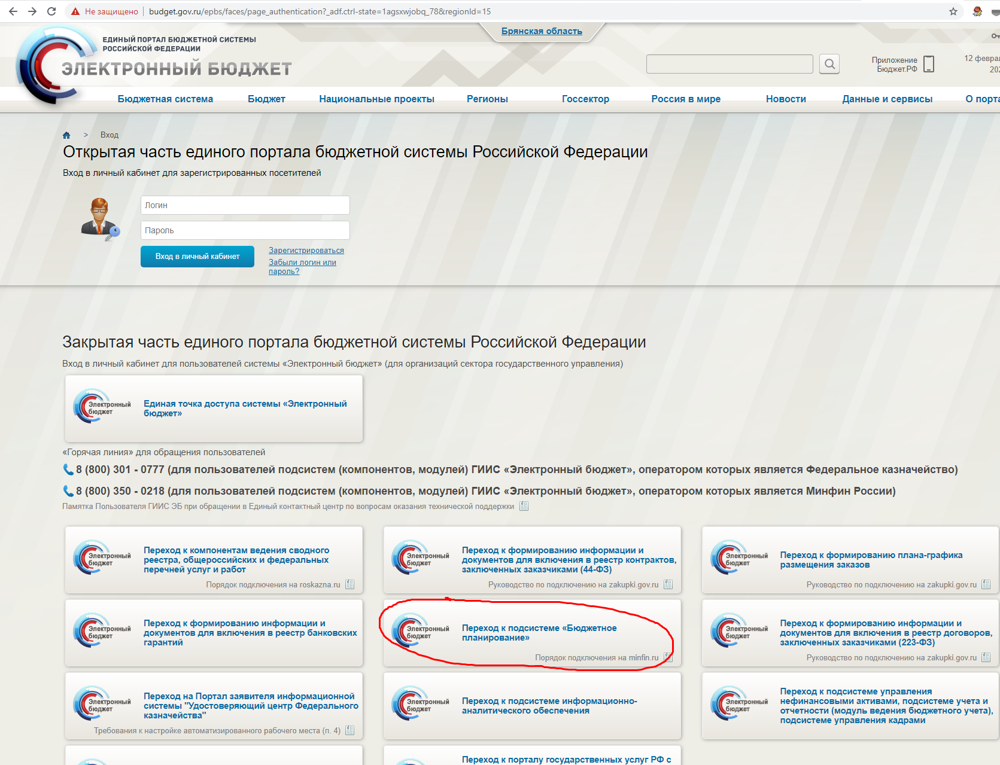 Не защищено | budget.gov.ru/epbs/faces/page_authentication?_adf.ctrl-state=1agsxwjobq_78&regionId=15
Брянская область
ЕДИНЫЙ ПОРТАЛ БЮДЖЕТНОЙ СИСТЕМЫ
РОССИЙСКОЙ ФЕДЕРАЦИИ
ЭЛЕКТРОННЫЙ БЮДЖЕТ
Приложение
Бюджет.РФ
12
Бюджетная система Бюджет Национальные проекты Регионы Госсектор Россия в мире Новости Данные и сервисы О
> Вход
Открытая часть единого портала бюджетной системы Российской Федерации
Вход в личный кабинет для зарегистрированных посетителей
Логин
Пароль
Вход в личный кабинет
Зарегистрироваться
Забыли логин или
пароль?
Закрытая часть единого портала бюджетной системы Российской Федерации
Вход в личный кабинет для пользователей системы «Электронный бюджет» (для организаций сектора государственного управления)
Электронный
бюджет
Единая точка доступа системы «Электронный
бюджет»
«Горячая линия» для обращения пользователей
8 (800) 301 - 0777 (для пользователей подсистем (компонентов, модулей) ГИИС «Электронный бюджет», оператором которых является Федеральное казначейство)
8 (800) 350 - 0218 (для пользователей подсистем (компонентов, модулей) ГИИС «Электронный бюджет», оператором которых является Минфин России)
Памятка Пользователя ГИИС ЭБ при обращении в Единый контактный центр по вопросам оказания технической поддержки
Электронный
бюджет
Переход к компонентам ведения сводного
реестра, общероссийских и федеральных
перечней услуг и работ
Порядок подключения на roskazna.ru
Электронный
бюджет
Переход к формированию информации и
документов для включения в реестр контрактов,
заключенных заказчиками (44-ФЗ)
Руководство по подключению на zakupki.gov.ru
Электронный
бюджет
Переход к формированию плана-графика
размещения заказов
Руководство по подключению на zakupki.gov.ru
Электронный
бюджет
Переход к формированию информации и
документов для включения в реестр банковских
гарантий
Электронный
бюджет
Переход к подсистеме «Бюджетное
планирование»
Порядок подключения на minfin.ru
Электронный
бюджет
Переход к формированию информации и
документов для включения в реестр договоров,
заключенных заказчиками (223-ФЗ)
Руководство по подключению на zakupki.gov.ru
Электронный
бюджет
Переход на Портал заявителя информационной
системы "Удостоверяющий центр Федерального
казначейства"
Требования к настройке автоматизированного рабочего места (п. 4)
Электронный
бюджет
Переход к подсистеме информационно-
аналитического обеспечения
Электронный
бюджет
Переход к подсистеме управления
нефинансовыми активами, подсистеме учета и
отчетности (модуль ведения бюджетного учета),
подсистеме управления кадрами
Переход к порталу государственных услуг РФ с